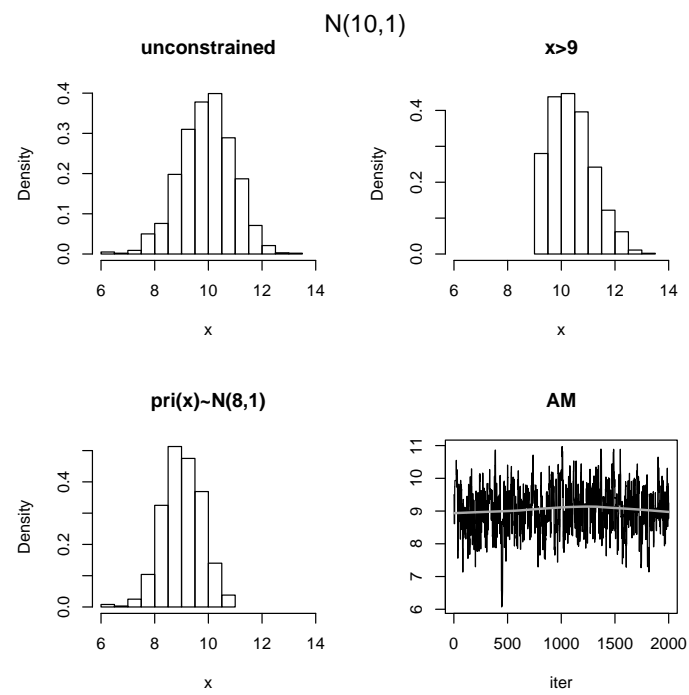 N(10,1)
unconstrained
x>9
Density
0.0 0.1 0.2 0.3 0.4
6 8 10 12 14
x
Density
0.0 0.2 0.4
6 8 10 12 14
x
pri(x)~N(8,1)
AM
Density
0.0 0.2 0.4
6 8 10 12 14
x
6 7 8 9 10 11
0 500 1000 1500 2000
iter